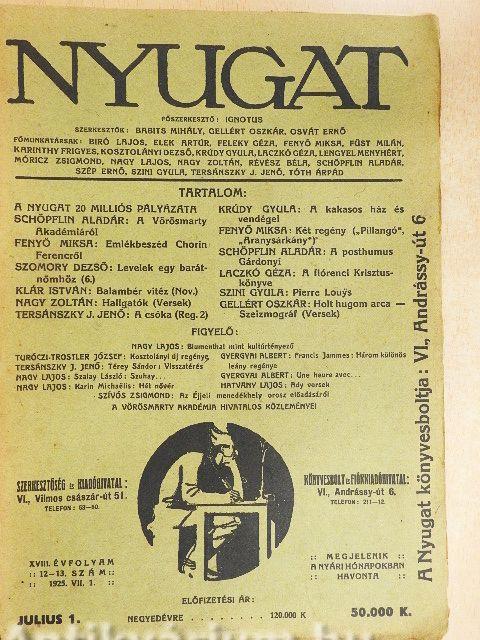 NYUGAT
FŐSZERKESZTŐ: IGNOTUS
SZERKESZTŐK: BABITS MIHÁLY, GELLÉRT OSZKÁR, OSVÁT ERNŐ
FŐMUNKATÁRSAK: BIRÓ LAJOS, ELEK ARTÚR, FELEKY GÉZA, FENYŐ MIKSA, FÜST MILÁN,
KARINTHY FRIGYES, KOSZTOLÁNYI DEZSŐ, KRÚDY GYULA, LACZKÓ GÉZA, LENGYEL MENYHÉRT,
MÓRICZ ZSIGMOND, NAGY LAJOS, NAGY ZOLTÁN, RÉVÉSZ BÉLA, SCHÖPFLIN ALADÁR,
SZÉP ERNŐ, SZINI GYULA, TERSÁNSZKY J. JENŐ, TÓTH ÁRPÁD
TARTALOM:
A NYUGAT 20 MILLIÓS PÁLYÁZATA
SCHÖPFLIN ALADÁR: A Vörösmarty
Akadémiáról
FENYŐ MIKSA: Emlékbeszéd Chorin
Ferencről
SZOMORY DEZSŐ: Levelek egy barát-
nőmhöz (6.)
KLÁR ISTVÁN: Balambér vitéz (Nov.)
NAGY ZOLTÁN: Hallgatók (Versek)
TERSÁNSZKY J. JENŐ: A csóka (Reg. 2)
KRÚDY GYULA: A kakasos ház és
vendégei
FENYŐ MIKSA: Két regény („Pillangó",
„Aranysárkány")
SCHÖPFLIN ALADÁR: A posthumus
Gárdonyi
LACZKÓ GÉZA: A flórenci Krisztus-
könyve
SZINI GYULA: Pierre Louÿs
GELLÉRT OSZKÁR: Holt hugom arca —
Szeizmográf (Versek)
FIGYELŐ:
NAGY LAJOS: Blumenthal mint kultúrtényező
TURÓCZI-TROSTLER JÓZSEF: Kosztolányi új regénye
TERSÁNSZKY J. JENŐ: Térey Sándor: Visszatérés
NAGY LAJOS: Szalay László: Szuhay...
NAGY LAJOS: Karin Michaëlis: Hét nővér
GYERGYAI ALBERT: Francis Jammes: Három különös
leány regénye
GYERGYAI ALBERT: Une heure avec...
HATVANY LAJOS: Ady versek
SZÍVÓS ZSIGMOND: Az Éjjeli menedékhely orosz előadásáról
A VÖRÖSMARTY AKADÉMIA HIVATALOS KÖZLEMÉNYEI
SZERKESZTŐSÉG és KIADÓHIVATAL:
VI., Vilmos császár-út 51.
TELEFON: 63—80.
KÖNYVESBOLT és FIÓKKIADÓHIVATAL:
VI., Andrássy-út 6.
TELEFON: 211—12.
XVIII. ÉVFOLYAM
:: 12—13. SZÁM ::
1925. VII. 1.
:: MEGJELENIK ::
A NYÁRI HÓNAPOKBAN
:: HAVONTA ::
ELŐFIZETÉSI ÁR:
JULIUS 1.
NEGYEDÉVRE . . . . . . . . 120.000 K
50.000 K.
A Nyugat könyvesboltja: VI, Andrássy-út 6